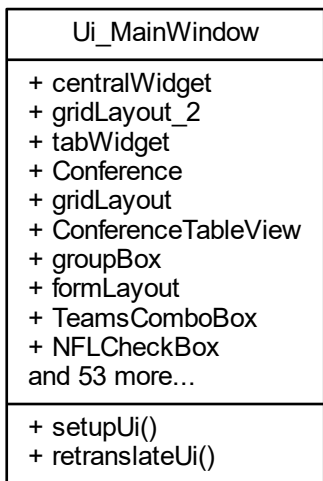 Ui_MainWindow
+ centralWidget
+ gridLayout_2
+ tabWidget
+ Conference
+ gridLayout
+ ConferenceTableView
+ groupBox
+ formLayout
+ TeamsComboBox
+ NFLCheckBox
and 53 more...
+ setupUi()
+ retranslateUi()